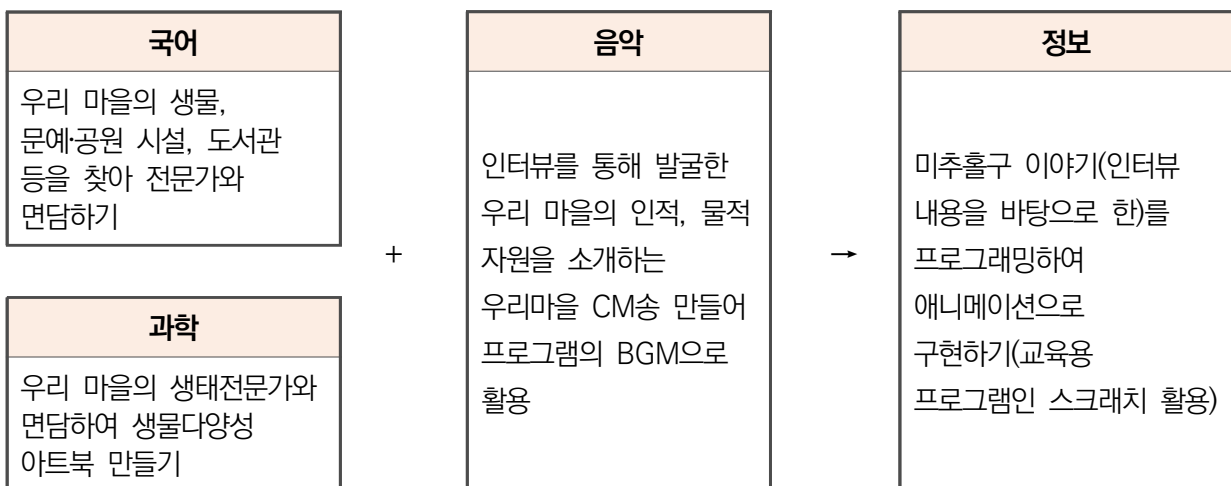 국어
우리 마을의 생물,
문예·공원 시설, 도서관
등을 찾아 전문가와
면담하기
과학
우리 마을의 생태전문가와
면담하여 생물다양성
아트북 만들기
+
음악
인터뷰를 통해 발굴한
우리 마을의 인적, 물적
자원을 소개하는
우리마을 CM송 만들어
프로그램의 BGM으로
활용
→
정보
미추홀구 이야기(인터뷰
내용을 바탕으로 한)를
프로그래밍하여
애니메이션으로
구현하기(교육용
프로그램인 스크래치 활용)